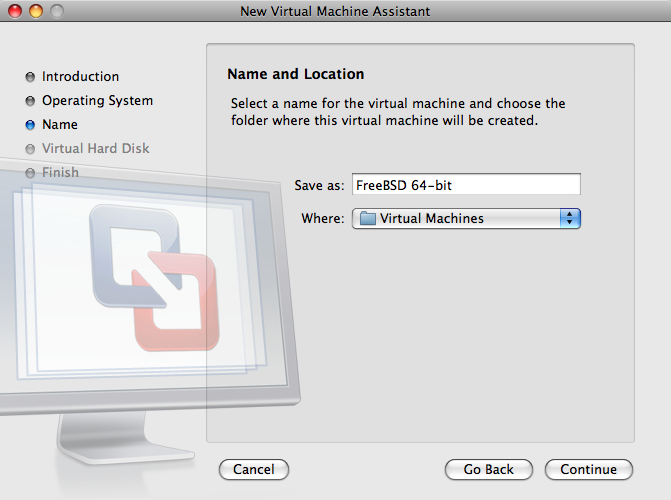 New Virtual Machine Assistant
Introduction
Operating System
Name
Virtual Hard Disk
Finish
Name and Location
Select a name for the virtual machine and choose the
folder where this virtual machine will be created.
Save as: FreeBSD 64-bit
Where: Virtual Machines
Cancel Go Back Continue